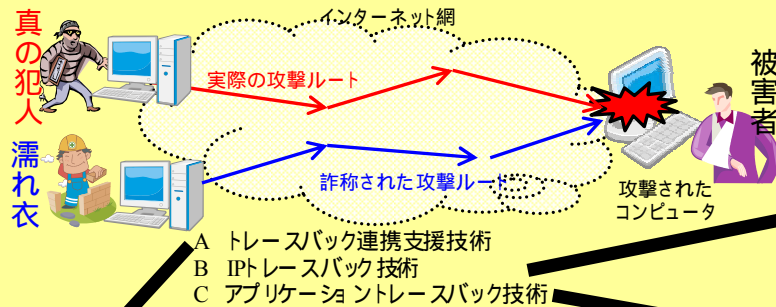 インターネット網
真の犯人
実際の攻撃ルート
被害者
濡れ衣
詐称された攻撃ルート
攻撃された
コンピュータ
A トレースバック連携支援技術
B IPトレースバック技術
C アプリケーショントレースバック技術